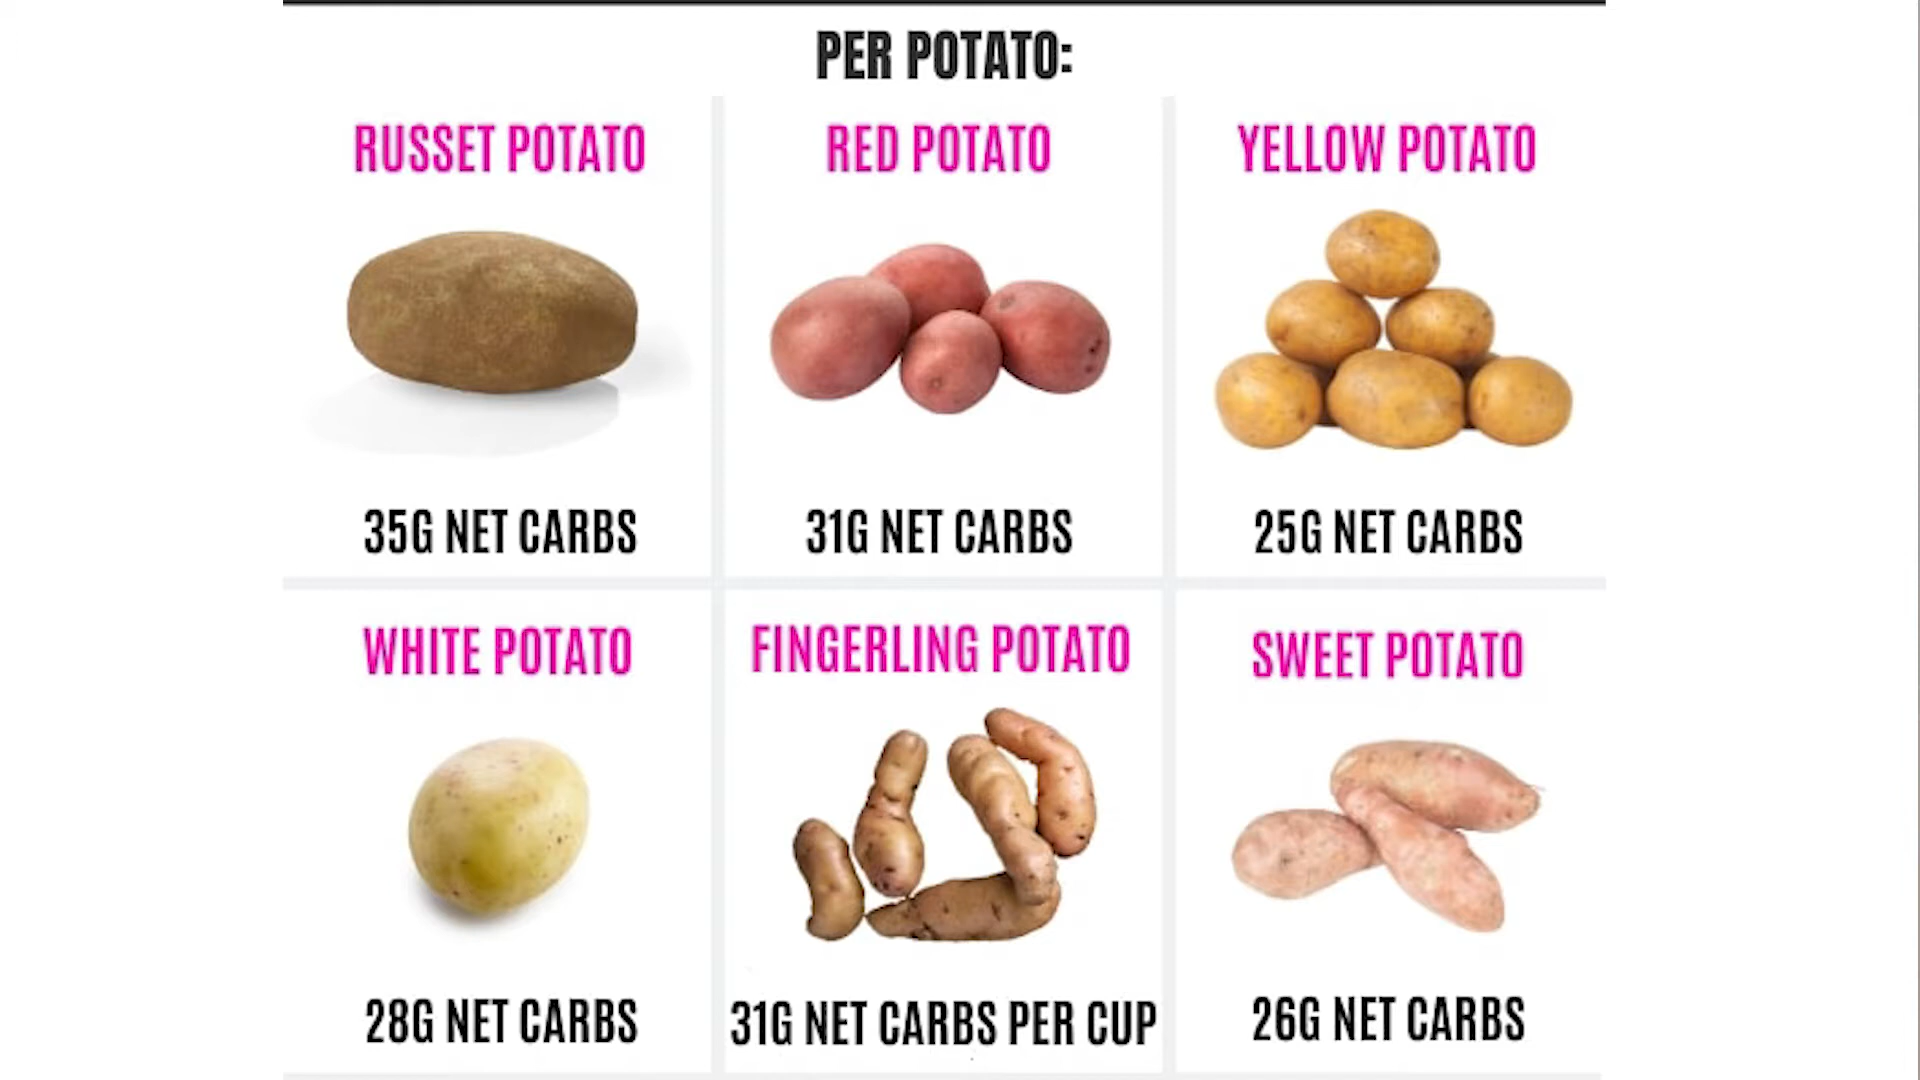 PER POTATO:
RUSSET POTATO
RED POTATO
YELLOW POTATO
35G NET CARBS
31G NET CARBS
25G NET CARBS
WHITE POTATO
FINGERLING POTATO
SWEET POTATO
28G NET CARBS
31G NET CARBS PER CUP
26G NET CARBS